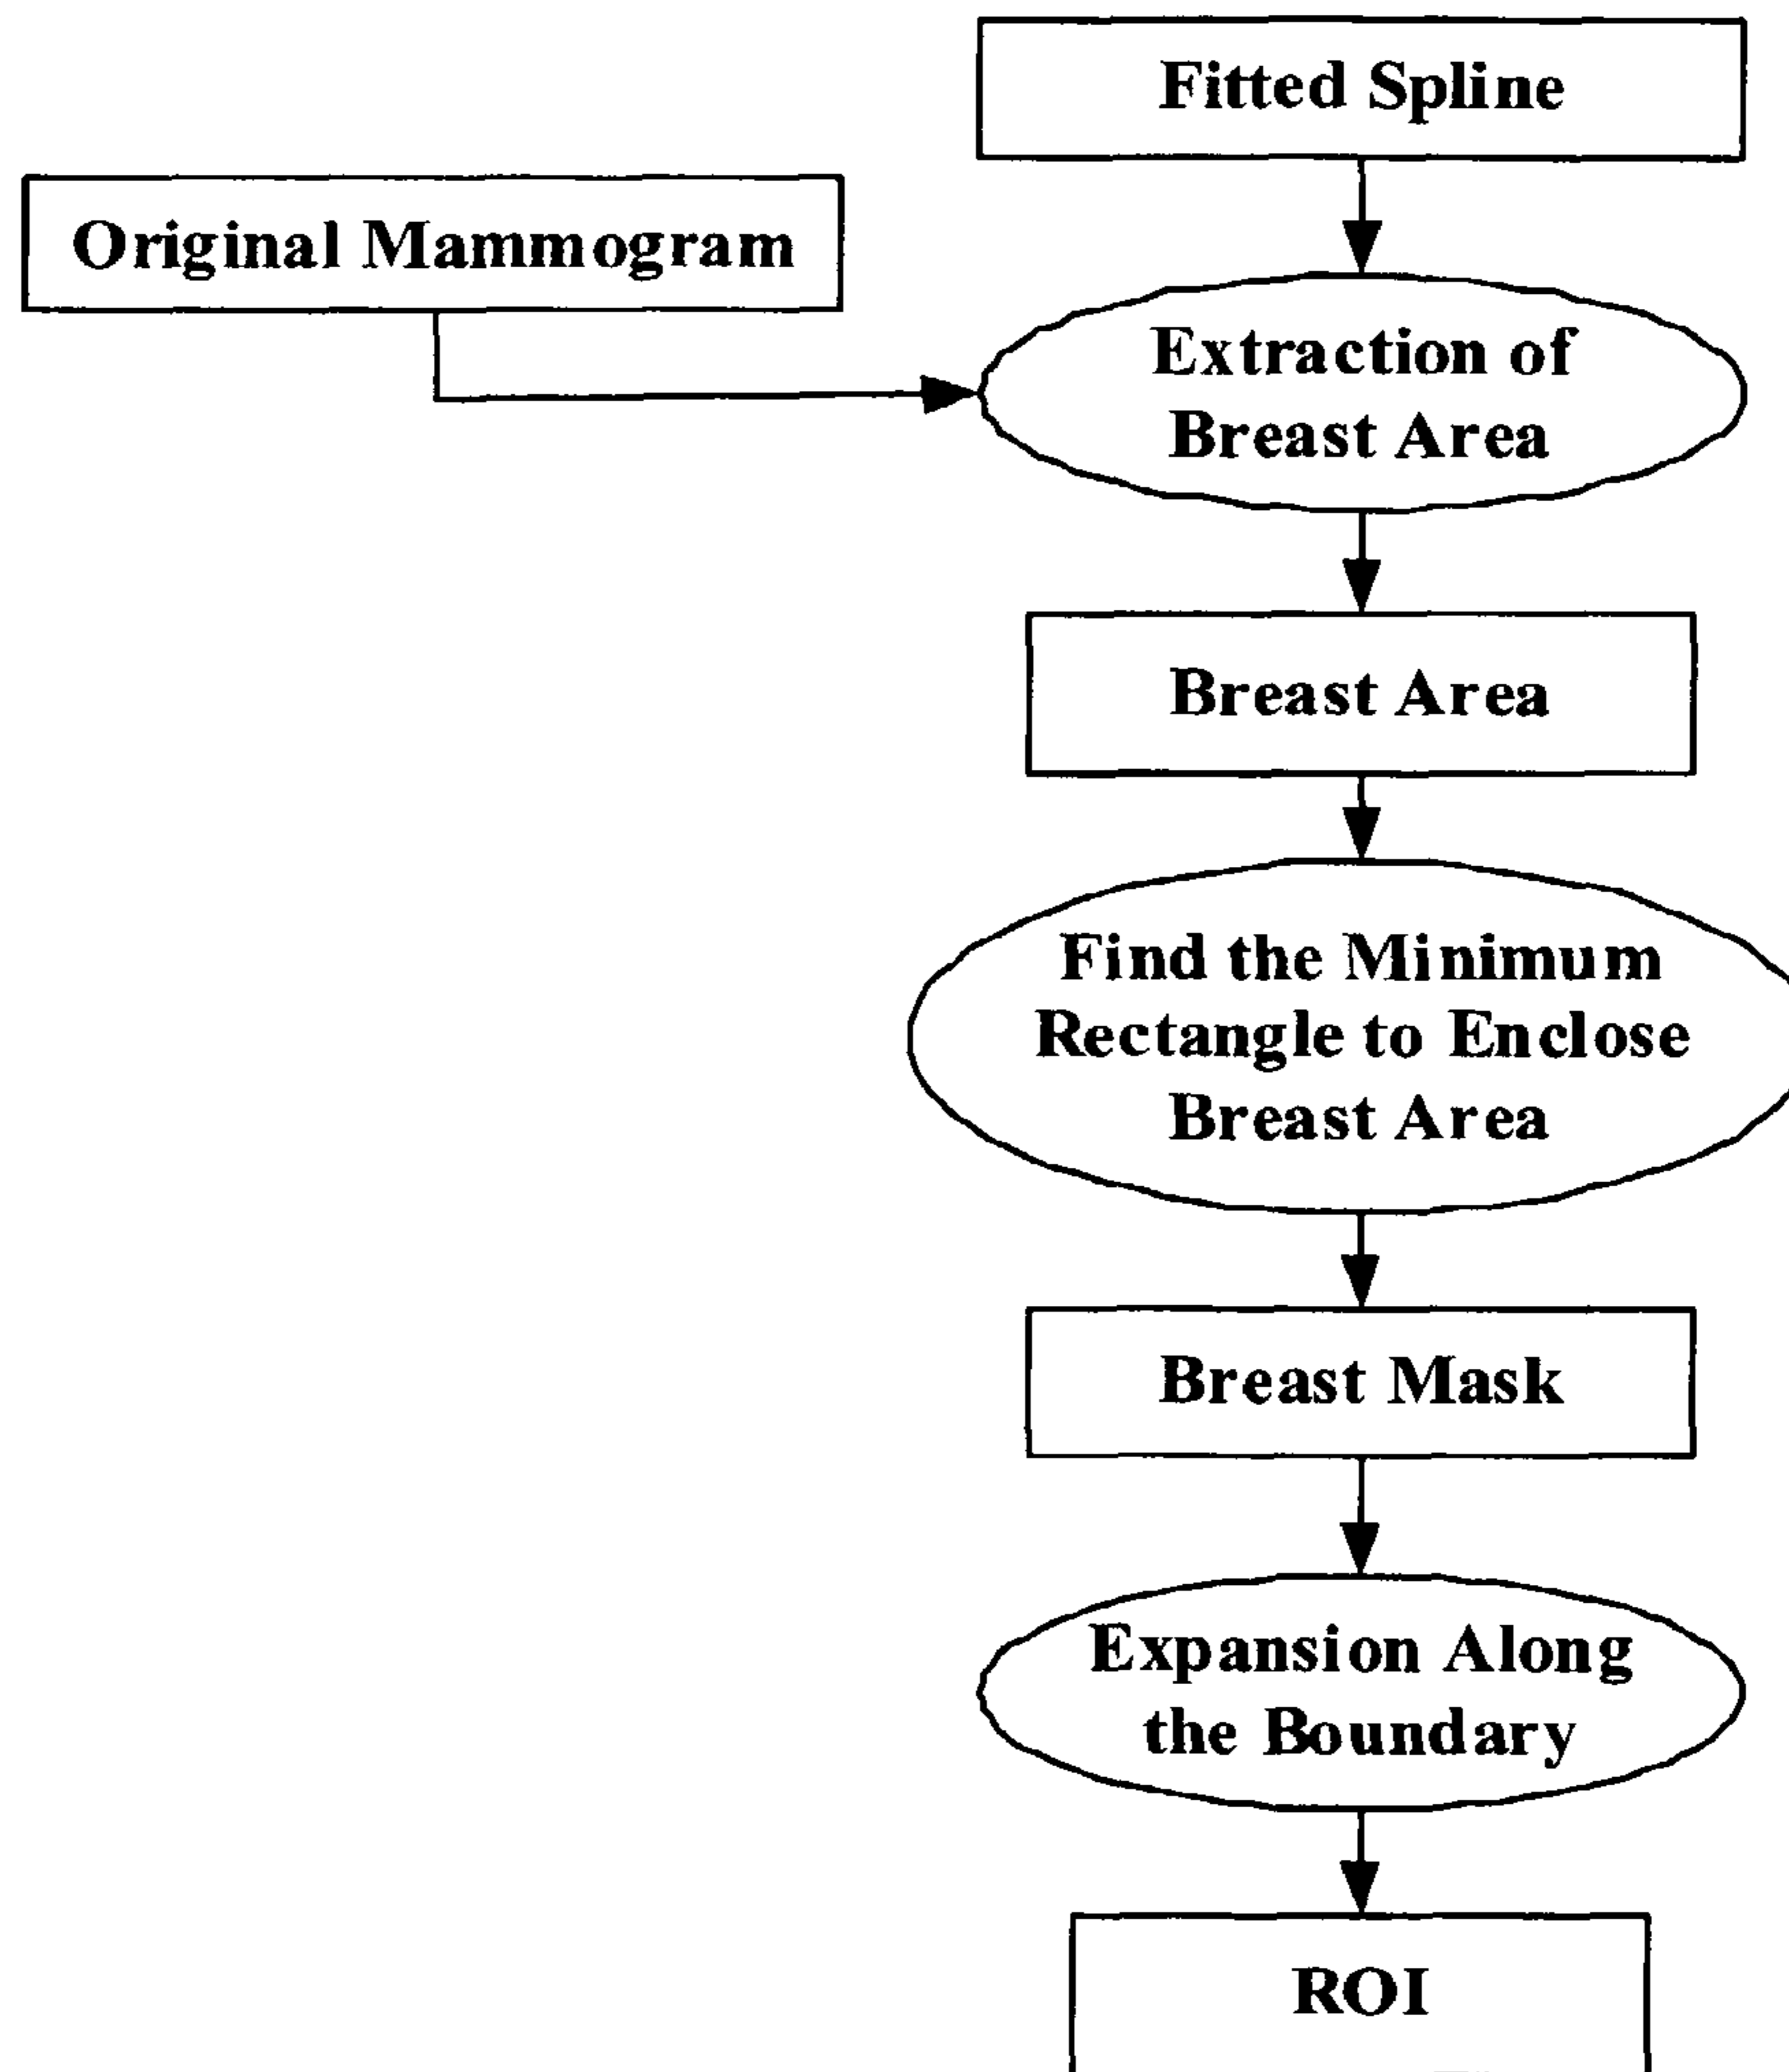 Fitted Spline
Original Mammogram
Extraction of
Breast Area
Breast Area
Find the Minimum
Rectangle to Enclose
Breast Area
Breast Mask
Expansion Along
the Boundary
ROI